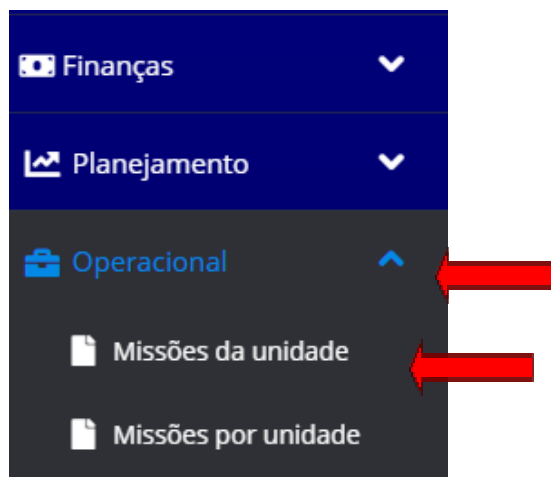 Finanças
Planejamento
Operacional
Missões da unidade
Missões por unidade